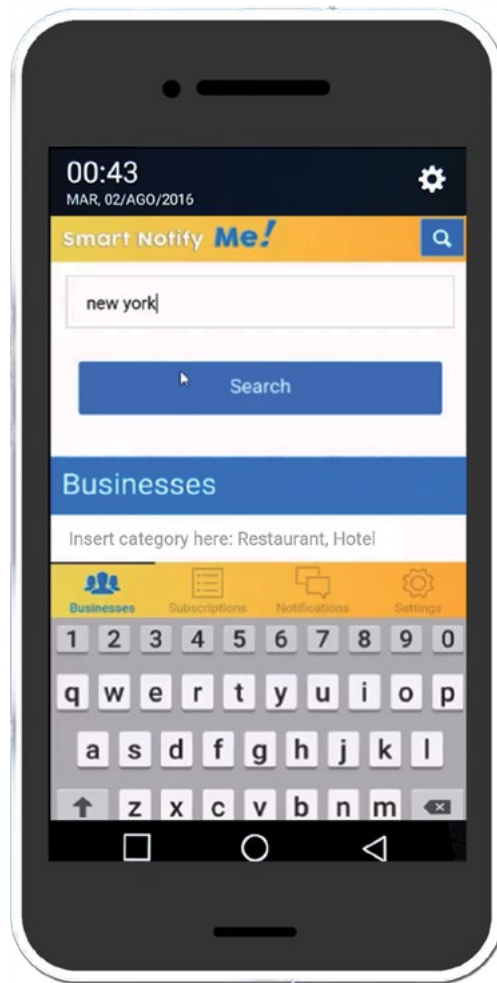 00:43
MAR, 02/AGO/2016
Smart Notify Me!
new york
Search
Businesses
Insert category here: Restaurant, Hotel
Businesses Subscriptions Notifications Settings
1 2 3 4 5 6 7 8 9 0
q w e r t y u i o p
a s d f g h j k l
z x c v b n m